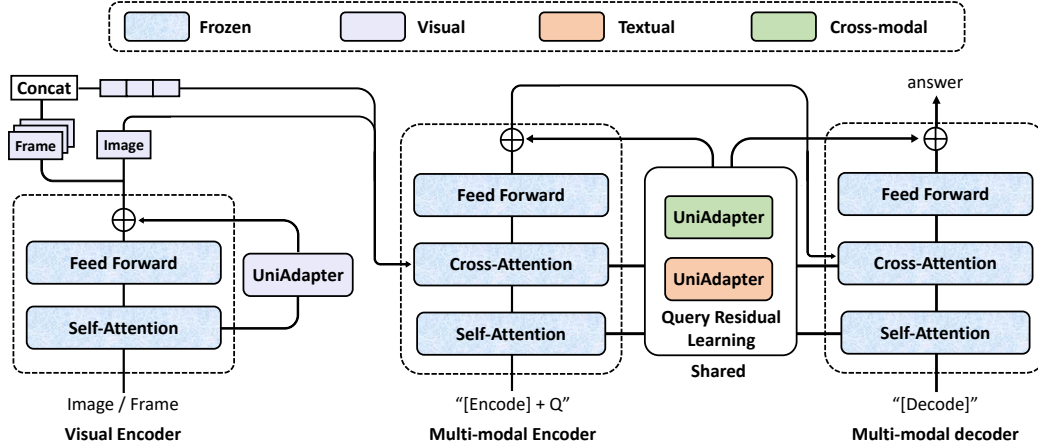 Frozen
Visual
Textual
Cross-modal
Concat
Frame
Image
Feed Forward
Self-Attention
UniAdapter
Image / Frame
Visual Encoder
Feed Forward
Cross-Attention
Self-Attention
“[Encode] + Q”
Multi-modal Encoder
UniAdapter
UniAdapter
Query Residual
Learning
Shared
answer
Feed Forward
Cross-Attention
Self-Attention
“[Decode]”
Multi-modal decoder